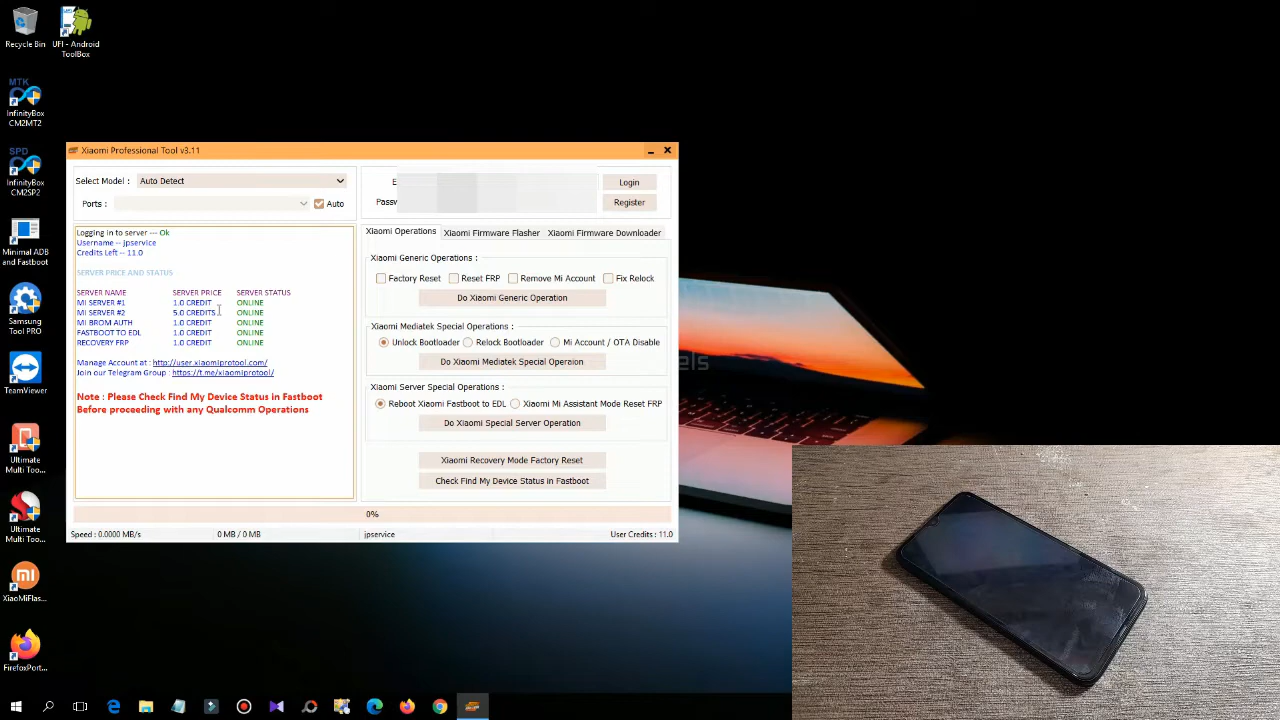 Recycle Bin
UFI - Android
ToolBox
MTK
InfinityBox
CM2MT2
SPD
InfinityBox
CM2SP2
Minimal ADB
and Fastboot
Samsung
Tool PRO
TeamViewer
Ultimate
Multi Too...
Ultimate
Multi Too...
XiaoMiFlas...
FirefoxPort...
Xiaomi Professional Tool v3.11
Select Model :
Auto Detect
Ports :
Auto
E
Passw
Login
Register
Logging in to server --- Ok
Username -- jpservice
Credits Left -- 11.0
SERVER PRICE AND STATUS
SERVER NAME SERVER PRICE SERVER STATUS
MI SERVER #1 1.0 CREDIT ONLINE
MI SERVER #2 5.0 CREDITS ONLINE
MI BROM AUTH 1.0 CREDIT ONLINE
FASTBOOT TO EDL 1.0 CREDIT ONLINE
RECOVERY FRP 1.0 CREDIT ONLINE
Manage Account at : http://user.xiaomiprotool.com/
Join our Telegram Group : https://t.me/xiaomiprotool/
Note : Please Check Find My Device Status in Fastboot
Before proceeding with any Qualcomm Operations
Xiaomi Operations Xiaomi Firmware Flasher Xiaomi Firmware Downloader
Xiaomi Generic Operations :
Factory Reset Reset FRP Remove Mi Account Fix Relock
Do Xiaomi Generic Operation
Xiaomi Mediatek Special Operations :
Unlock Bootloader Relock Bootloader Mi Account / OTA Disable
Do Xiaomi Mediatek Special Operaion
Xiaomi Server Special Operations :
Reboot Xiaomi Fastboot to EDL Xiaomi Mi Assistant Mode Reset FRP
Do Xiaomi Special Server Operation
Xiaomi Recovery Mode Factory Reset
Check Find My Device Status in Fastboot
0%
Speed : 0.0000 MB/s 0 MB / 0 MB jpservice User Credits : 11.0
els